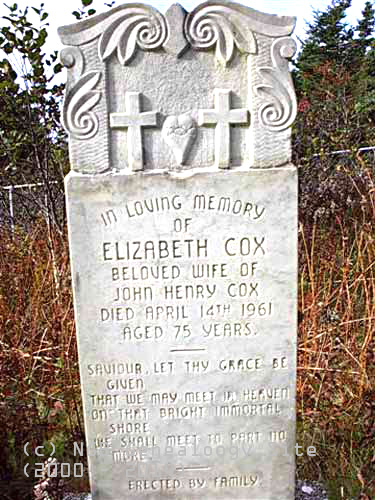 IN LOVING MEMORY
OF
ELIZABETH COX
BELOVED WIFE OF
JOHN HENRY COX
DIED APRIL 14TH 1961
AGED 75 YEARS.
SAVIOUR, LET THY GRACE BE
GIVEN
THAT WE MAY MEET IN HEAVEN
ON THAT BRIGHT IMMORTAL
SHORE
WE SHALL MEET TO PART NO
MORE
ERECTED BY FAMILY
(c)
(2000